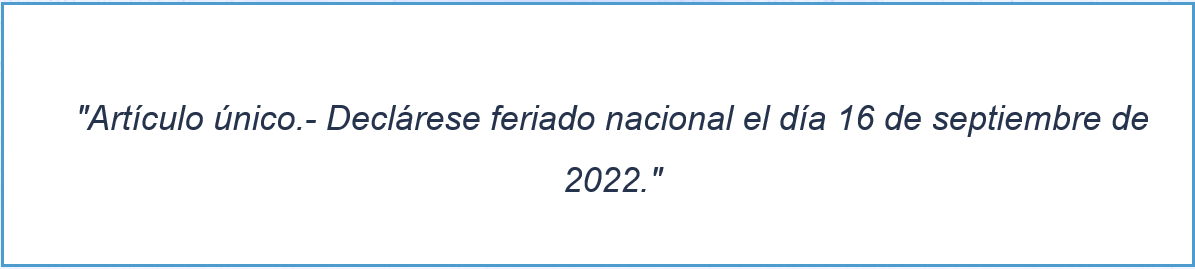 "Artículo único.- Declárese feriado nacional el día 16 de septiembre de
2022."